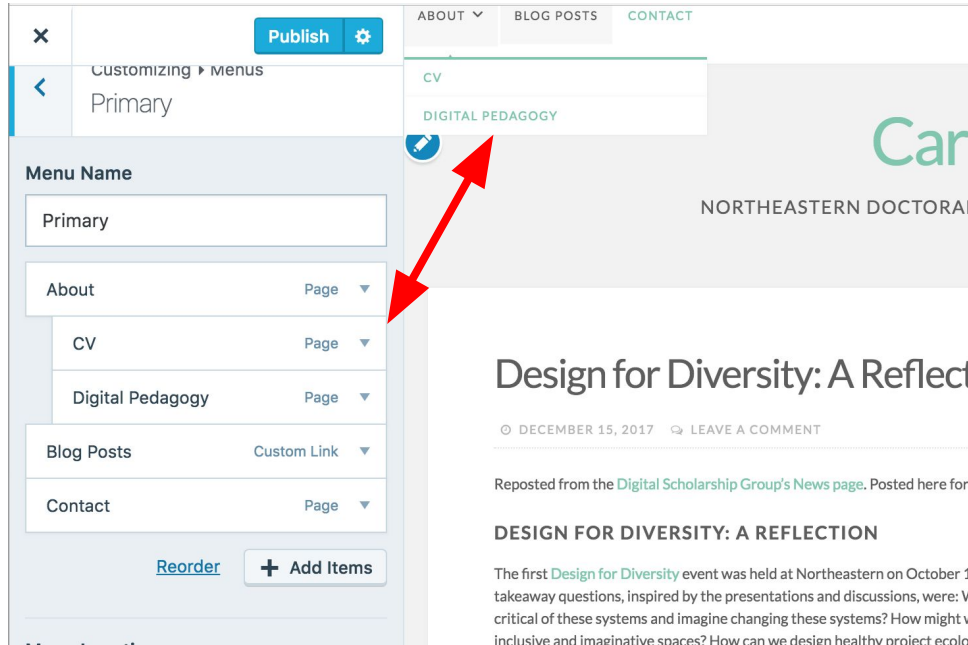 Publish
Customizing ▸ Menus
Primary
Menu Name
Primary
About Page
CV Page
Digital Pedagogy Page
Blog Posts Custom Link
Contact Page
Reorder
Add Items
ABOUT BLOG POSTS CONTACT
CV
DIGITAL PEDAGOGY
Car
NORTHEASTERN DOCTORA
Design for Diversity: A Reflect
DECEMBER 15, 2017 LEAVE A COMMENT
Reposted from the Digital Scholarship Group's News page. Posted here for
DESIGN FOR DIVERSITY: A REFLECTION
The first Design for Diversity event was held at Northeastern on October 1
takeaway questions, inspired by the presentations and discussions, were:
critical of these systems and imagine changing these systems? How might
inclusive and imaginative spaces? How can we design healthy project